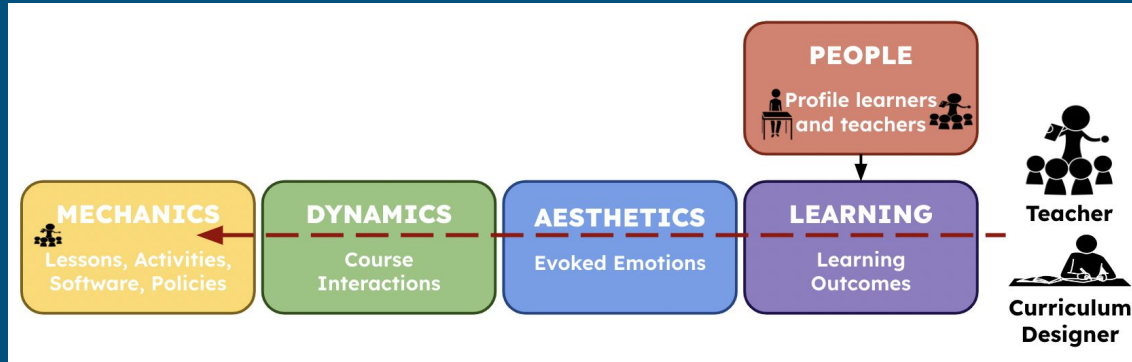 PEOPLE
Profile learners
and teachers
MECHANICS
Lessons, Activities,
Software, Policies
DYNAMICS
Course
Interactions
AESTHETICS
Evoked Emotions
LEARNING
Learning
Outcomes
Teacher
Curriculum
Designer